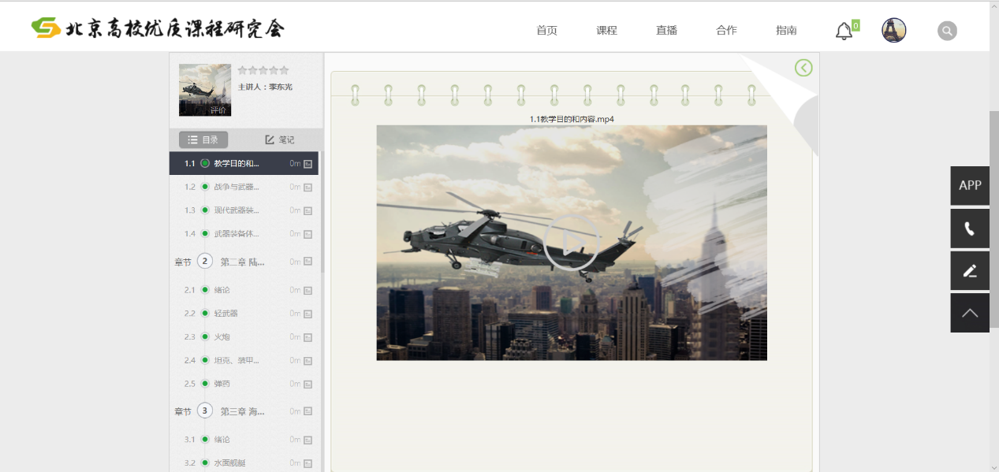 北京高校优质课程研究会
首页 课程 直播 合作 指南 0
主讲人：李东光
评价
目录 笔记
1.1 教学目的和... 0m
1.2 战争与武器... 0m
1.3 现代武器装... 0m
1.4 武器装备体... 0m
章节 2 第二章 陆... 0m
2.1 绪论 0m
2.2 轻武器 0m
2.3 火炮 0m
2.4 坦克、装甲... 0m
2.5 弹药 0m
章节 3 第三章 海... 0m
3.1 绪论 0m
3.2 水面舰艇 0m
1.1教学目的和内容.mp4
APP